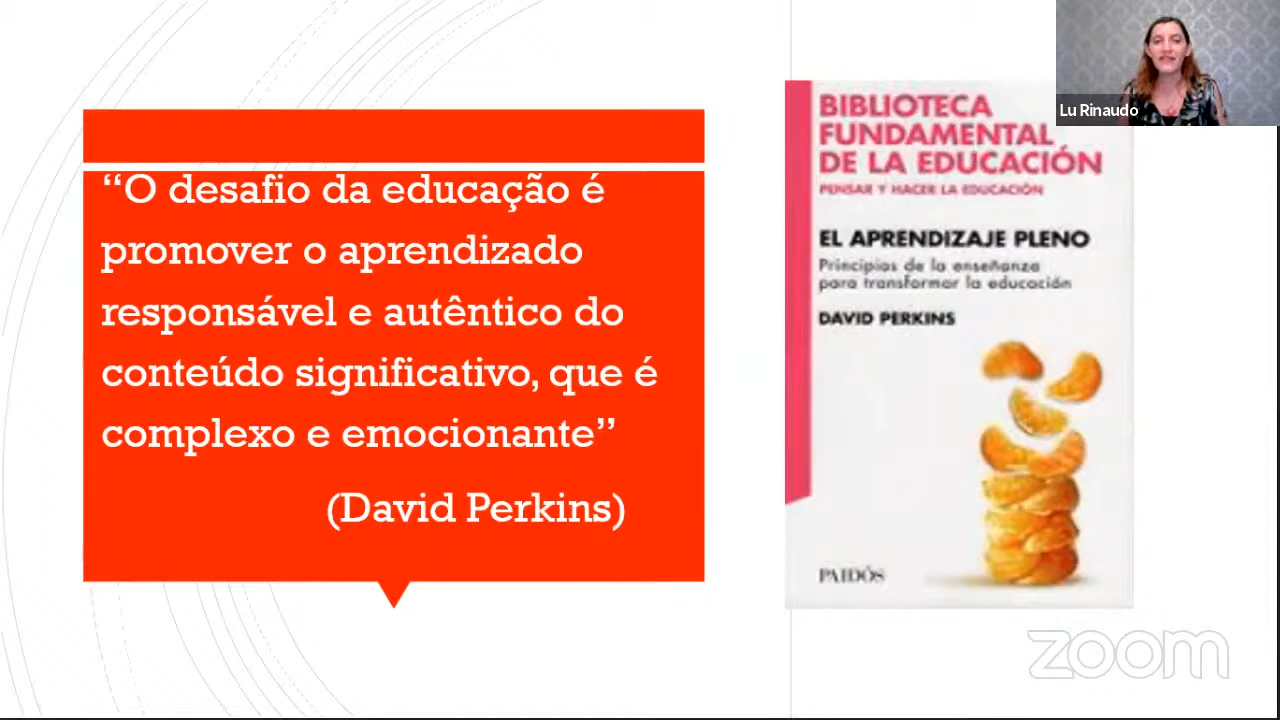 “O desafio da educação é
promover o aprendizado
responsável e autêntico do
conteúdo significativo, que é
complexo e emocionante”
(David Perkins)
BIBLIOTECA
FUNDAMENTAL
DE LA EDUCACIÓN
PENSAR Y HACER LA EDUCACIÓN
EL APRENDIZAJE PLENO
Principios de la enseñanza
para transformar la educación
DAVID PERKINS
PAIDÓS
Lu Rinaudo
zoom